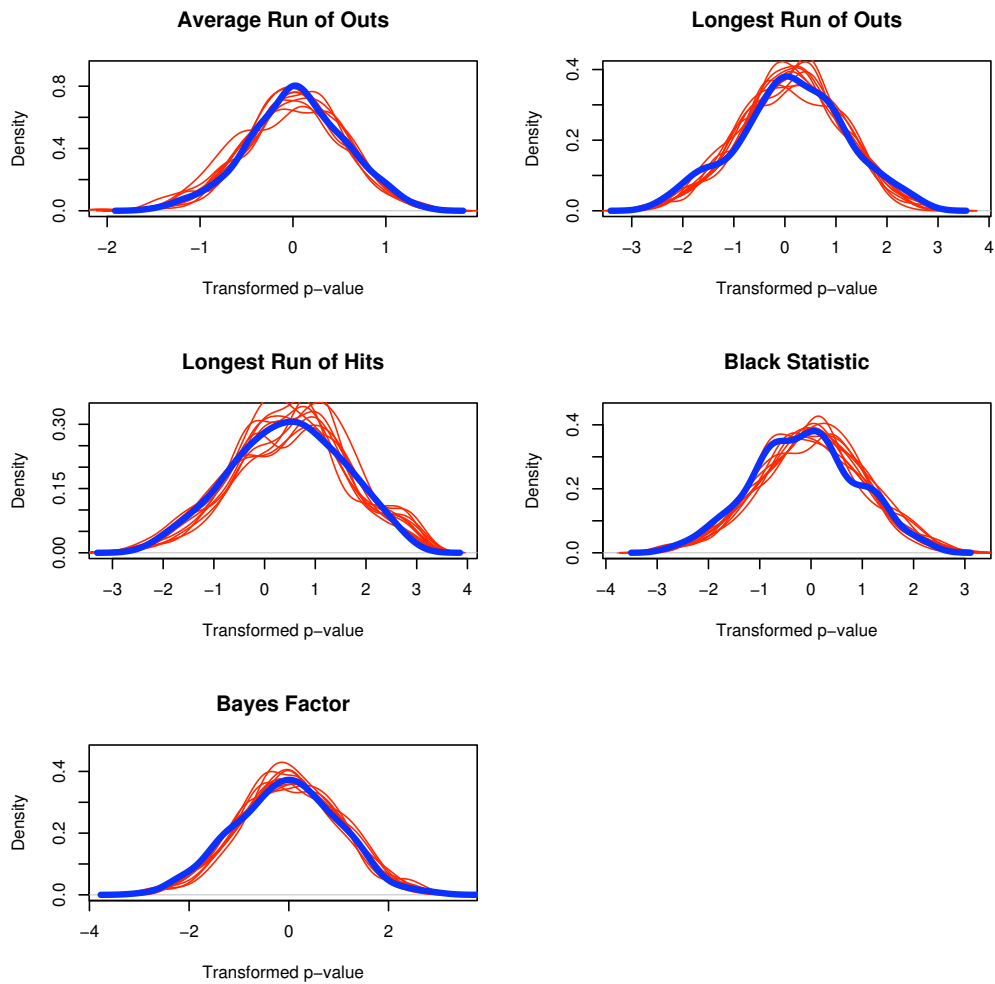 Average Run of Outs
Density
0.0 0.4 0.8
−2 −1 0 1
Transformed p−value
Longest Run of Outs
Density
0.0 0.2 0.4
−3 −2 −1 0 1 2 3 4
Transformed p−value
Longest Run of Hits
Density
0.00 0.15 0.30
−3 −2 −1 0 1 2 3 4
Transformed p−value
Black Statistic
Density
0.0 0.2 0.4
−4 −3 −2 −1 0 1 2 3
Transformed p−value
Bayes Factor
Density
0.0 0.2 0.4
−4 −2 0 2
Transformed p−value